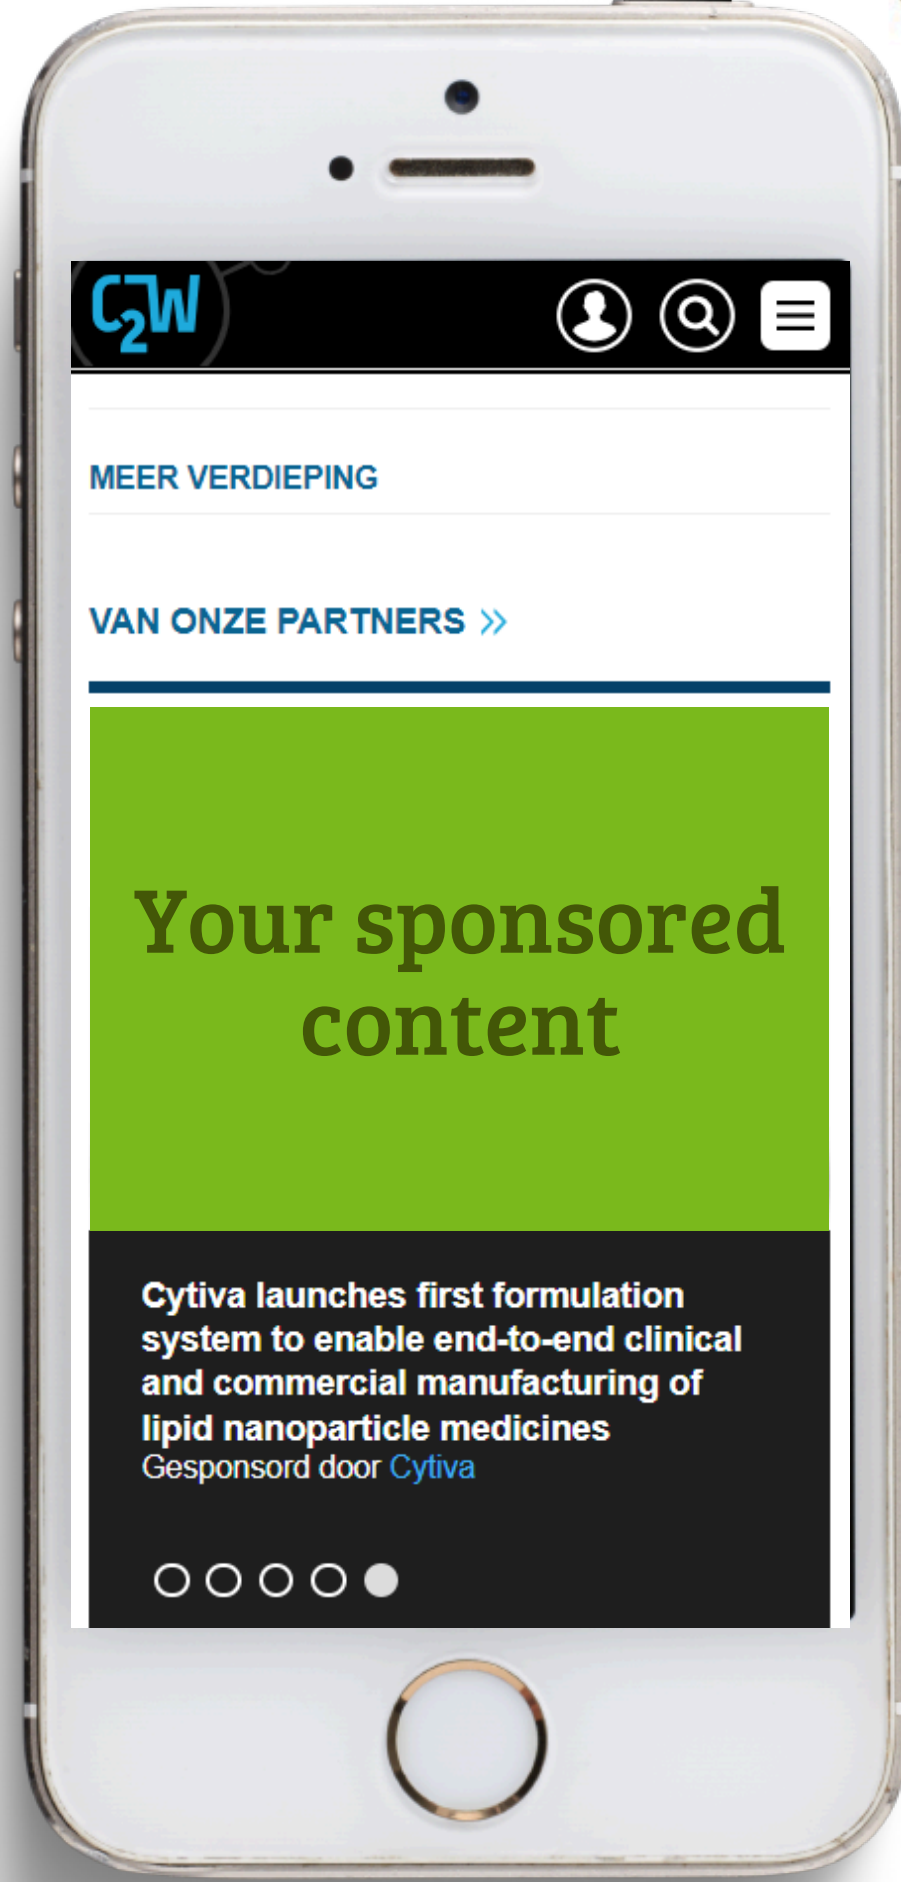 C2W
MEER VERDIEPING
VAN ONZE PARTNERS »
Your sponsored
content
Cytiva launches first formulation
system to enable end-to-end clinical
and commercial manufacturing of
lipid nanoparticle medicines
Gesponsord door Cytiva